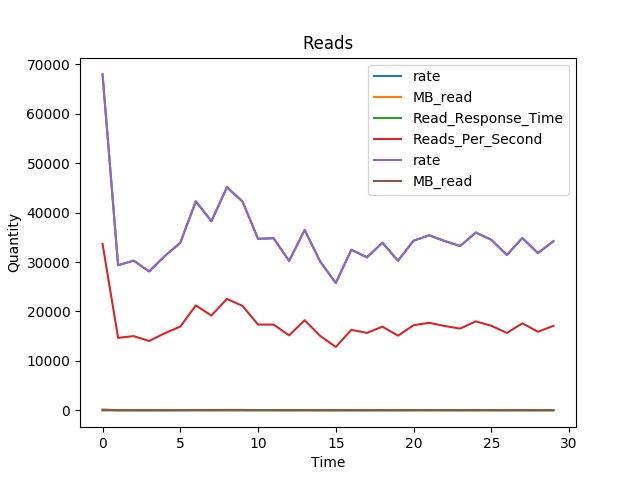 Reads
70000
60000
50000
40000
30000
20000
10000
0
Quantity
rate
MB_read
Read_Response_Time
Reads_Per_Second
rate
MB_read
0 5 10 15 20 25 30
Time